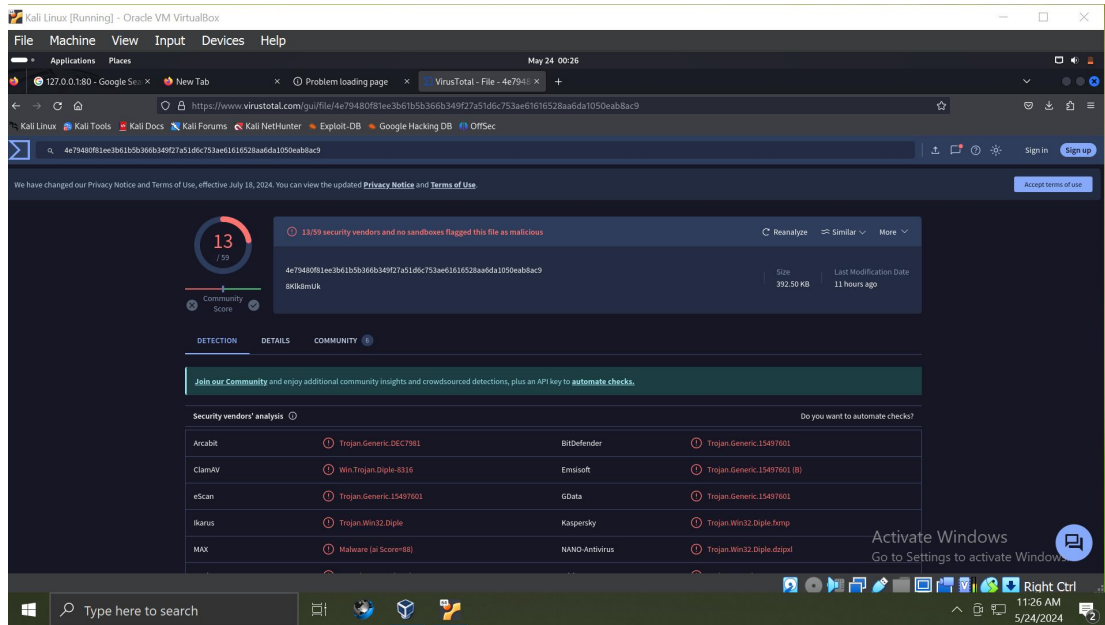 Kali Linux [Running] - Oracle VM VirtualBox
File Machine View Input Devices Help
Applications Places May 24 00:26
127.0.0.1:80 - Google Sea × New Tab × Problem loading page × VirusTotal - File - 4e7948 × +
https://www.virustotal.com/gui/file/4e79480f81ee3b61b5b366b349f27a51d6c753ae61616528aa6da1050eab8ac9
Kali Linux Kali Tools Kali Docs Kali Forums Kali NetHunter Exploit-DB Google Hacking DB OffSec
4e79480f81ee3b61b5b366b349f27a51d6c753ae61616528aa6da1050eab8ac9 Sign in Sign up
We have changed our Privacy Notice and Terms of Use, effective July 18, 2024. You can view the updated Privacy Notice and Terms of Use. Accept terms of use
13 / 59
Community Score
13/59 security vendors and no sandboxes flagged this file as malicious Reanalyze Similar More
4e79480f81ee3b61b5b366b349f27a51d6c753ae61616528aa6da1050eab8ac9
8Klk8mUk
Size Last Modification Date
392.50 KB 11 hours ago
DETECTION DETAILS COMMUNITY 6
Join our Community and enjoy additional community insights and crowdsourced detections, plus an API key to automate checks.
Security vendors' analysis Do you want to automate checks?
Arcabit Trojan.Generic.DEC7981 BitDefender Trojan.Generic.15497601
ClamAV Win.Trojan.Diple-8316 Emsisoft Trojan.Generic.15497601 (B)
eScan Trojan.Generic.15497601 GData Trojan.Generic.15497601
Ikarus Trojan.Win32.Diple Kaspersky Trojan.Win32.Diple.fxmp
MAX Malware (ai Score=88) NANO-Antivirus Trojan.Win32.Diple.dzipxl
Activate Windows
Go to Settings to activate Windows.
Right Ctrl
Type here to search
11:26 AM
5/24/2024
2